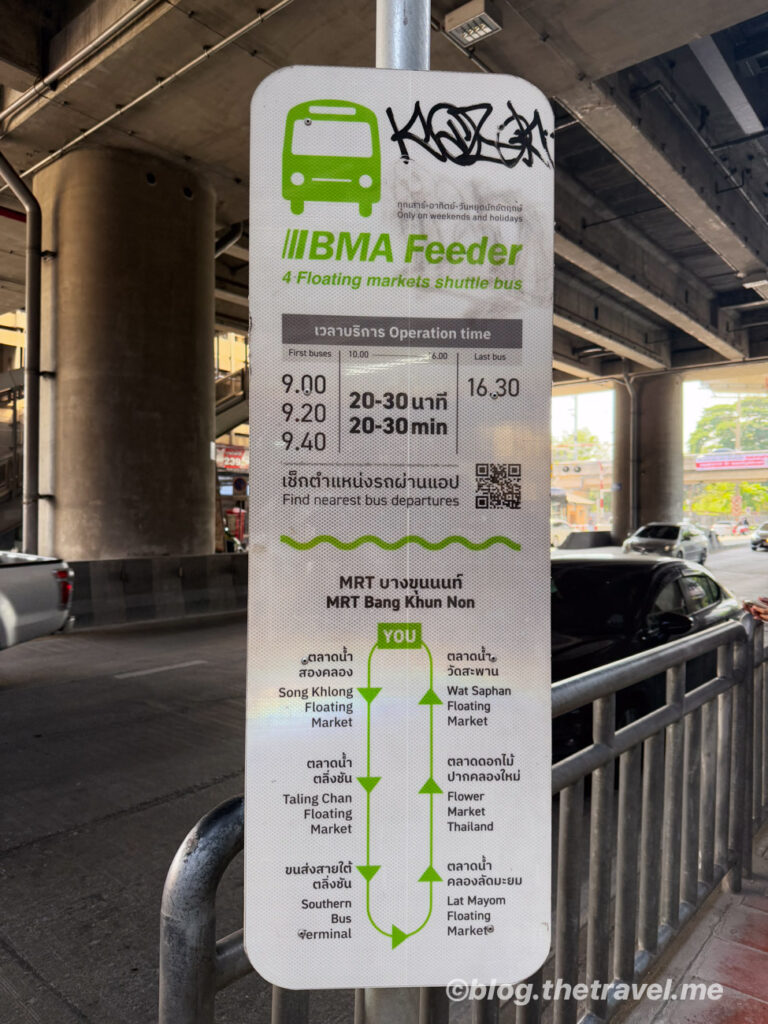 ทุกเสาร์-อาทิตย์-วันหยุดนักขัตฤกษ์
Only on weekends and holidays
BMA Feeder
4 Floating markets shuttle bus
เวลาบริการ Operation time
First buses
10.00
16.00
Last bus
9.00
9.20
9.40
20-30 นาที
20-30 min
16.30
เช็กตำแหน่งรถผ่านแอป
Find nearest bus departures
MRT บางขุนนนท์
MRT Bang Khun Non
YOU
ตลาดน้ำ
สองคลอง
Song Khlong
Floating
Market
ตลาดน้ำ
วัดสะพาน
Wat Saphan
Floating
Market
ตลาดน้ำ
ตลิ่งชัน
Taling Chan
Floating
Market
ตลาดดอกไม้
ปากคลองใหม่
Flower
Market
Thailand
ขนส่งสายใต้
ตลิ่งชัน
Southern
Bus
Terminal
ตลาดน้ำ
คลองลัดมะยม
Lat Mayom
Floating
Market
©blog.thetravel.me